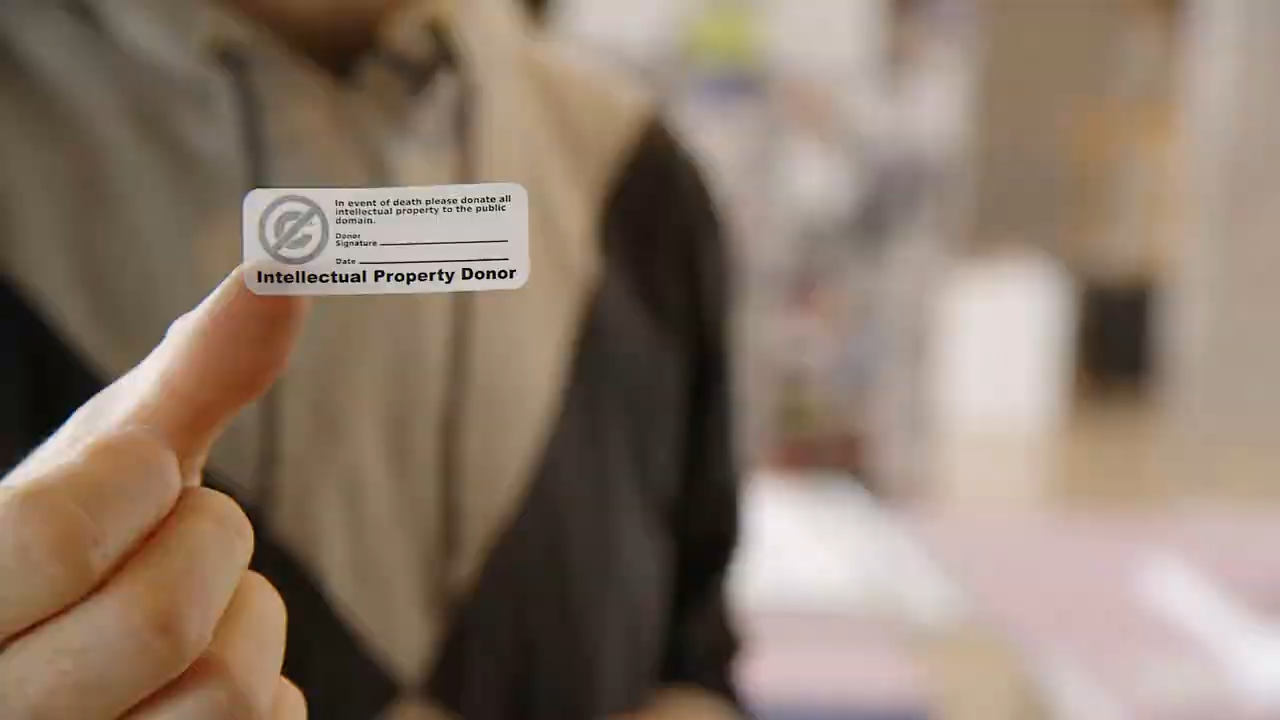 In event of death please donate all
intellectual property to the public
domain.
Donor
Signature
Date
Intellectual Property Donor